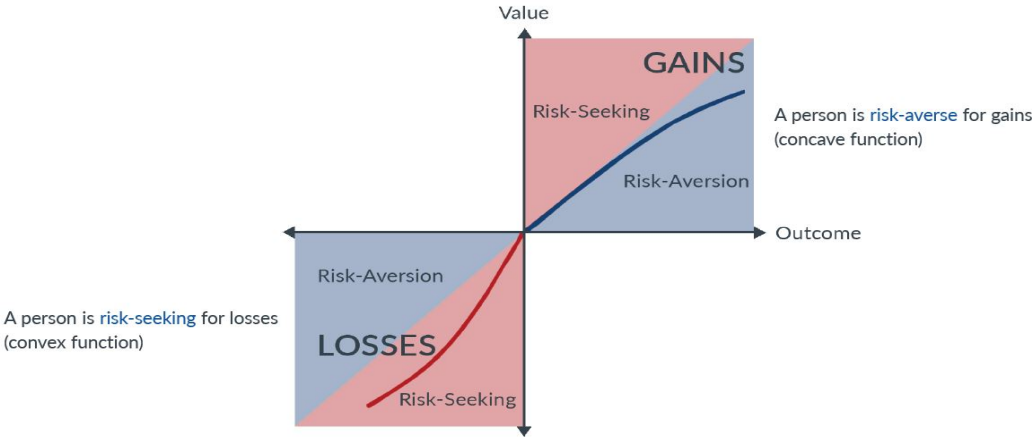 Value
GAINS
Risk-Seeking
A person is risk-averse for gains
(concave function)
Risk-Aversion
Outcome
Risk-Aversion
A person is risk-seeking for losses
(convex function)
LOSSES
Risk-Seeking